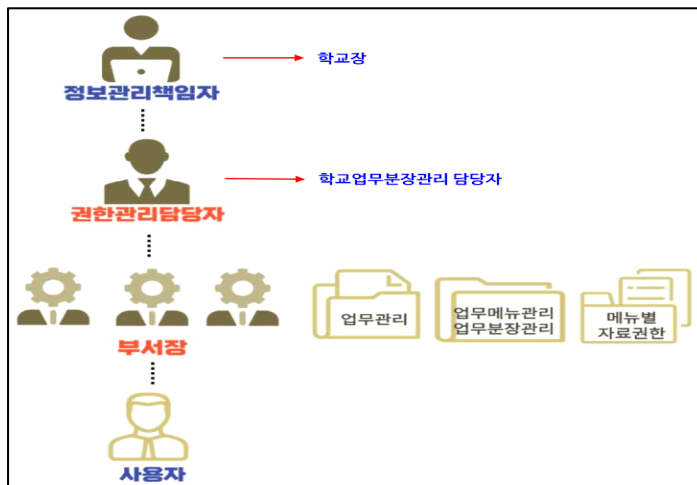 학교장
정보관리책임자
학교업무분장관리 담당자
권한관리담당자
업무관리
업무메뉴관리
업무분장관리
메뉴별
자료권한
부서장
사용자